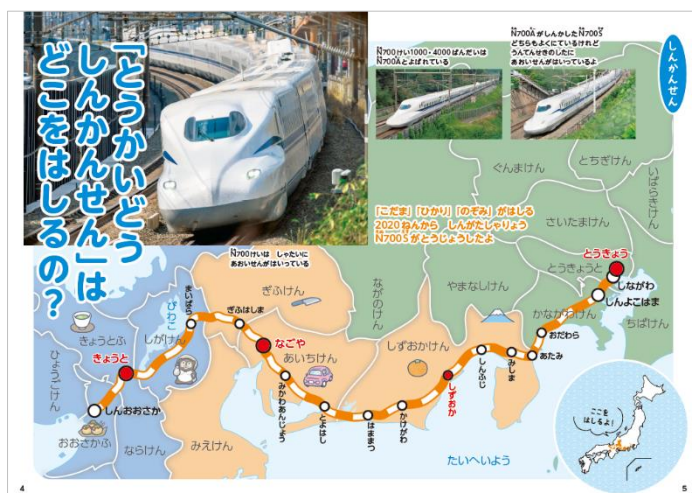 「とうかいどう
しんかんせん」は
どこをはしるの？
N700けい1000・4000ばんだいは
N700Aとよばれている
N700AがしんかしたN700S
どちらもよくにているけれど
うんてんせきのしたに
あおいせんがはいっているよ
しんかんせん
「こだま」「ひかり」「のぞみ」がはしる
2020ねんから しんがたしゃりょう
N700Sがとうじょうしたよ
N700けいは しゃたいに
あおいせんがはいっている
ぐんまけん
とちぎけん
いばらきけん
さいたまけん
とうきょうと
とうきょう
しながわ
しんよこはま
かながわけん
ちばけん
おだわら
あたみ
みしま
しんふじ
やまなしけん
ながのけん
しずおかけん
しずおか
かけがわ
はままつ
とよはし
みかわあんじょう
あいちけん
なごや
ぎふけん
ぎふはしま
まいばら
びわこ
しがけん
きょうとふ
きょうと
ひょうごけん
しんおおさか
おおさかふ
ならけん
みえけん
たいへいよう
ここを
はしるよ！
4
5